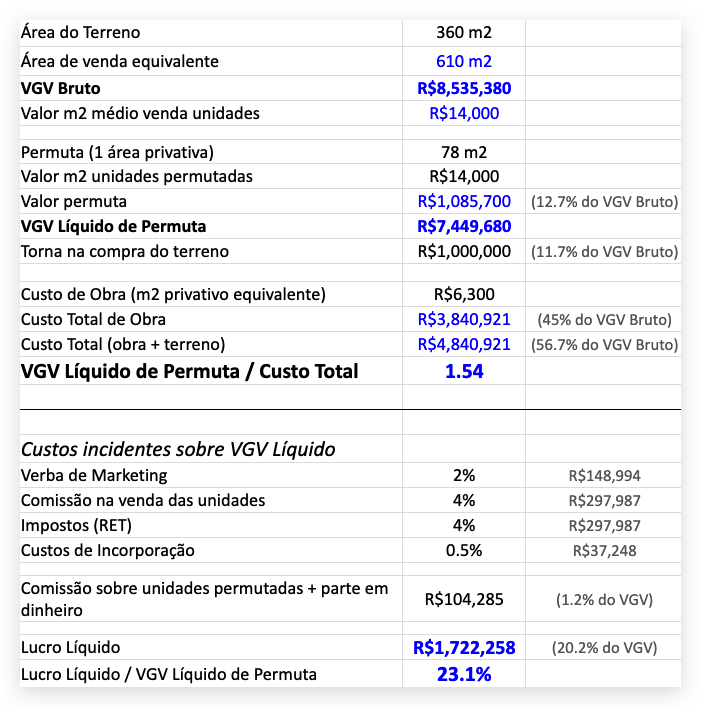 Área do Terreno 360 m2
Área de venda equivalente 610 m2
VGV Bruto R$8,535,380
Valor m2 médio venda unidades R$14,000
Permuta (1 área privativa) 78 m2
Valor m2 unidades permutadas R$14,000
Valor permuta R$1,085,700 (12.7% do VGV Bruto)
VGV Líquido de Permuta R$7,449,680
Torna na compra do terreno R$1,000,000 (11.7% do VGV Bruto)
Custo de Obra (m2 privativo equivalente) R$6,300
Custo Total de Obra R$3,840,921 (45% do VGV Bruto)
Custo Total (obra + terreno) R$4,840,921 (56.7% do VGV Bruto)
VGV Líquido de Permuta / Custo Total 1.54
Custos incidentes sobre VGV Líquido
Verba de Marketing 2% R$148,994
Comissão na venda das unidades 4% R$297,987
Impostos (RET) 4% R$297,987
Custos de Incorporação 0.5% R$37,248
Comissão sobre unidades permutadas + parte em
dinheiro R$104,285 (1.2% do VGV)
Lucro Líquido R$1,722,258 (20.2% do VGV)
Lucro Líquido / VGV Líquido de Permuta 23.1%